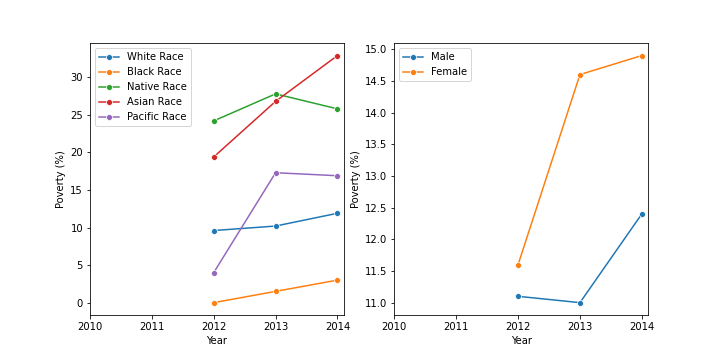 White Race
Black Race
Native Race
Asian Race
Pacific Race
30
25
20
15
10
5
0
Poverty (%)
2010 2011 2012 2013 2014
Year
Male
Female
15.0
14.5
14.0
13.5
13.0
12.5
12.0
11.5
11.0
Poverty (%)
2010 2011 2012 2013 2014
Year